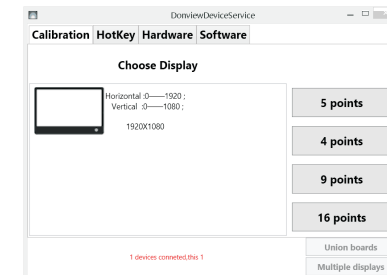 DonviewDeviceService
Calibration HotKey Hardware Software
Choose Display
Horizontal :0——1920 ;
Vertical :0——1080 ;
1920X1080
5 points
4 points
9 points
16 points
Union boards
Multiple displays
1 devices conneted,this 1